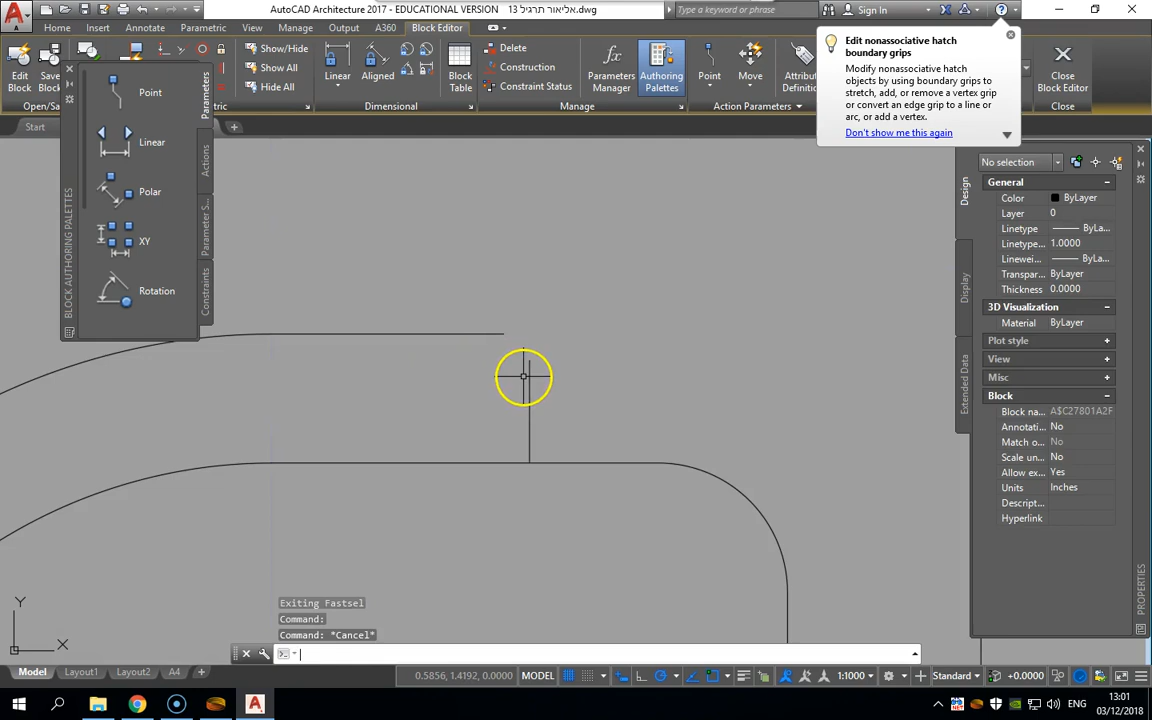 AutoCAD Architecture 2017 - EDUCATIONAL VERSION   אליאור תרגיל 13.dwg
Type a keyword or phrase
Sign In
Home Insert Annotate Parametric View Manage Output A360 Block Editor
Edit Block
Show/Hide
Show All
Hide All
Linear
Aligned
Block Table
Delete
Construction
Constraint Status
Parameters Manager
Authoring Palettes
Point
Move
Close Block Editor
Dimensional
Manage
Action Parameters
Close
Edit nonassociative hatch
boundary grips
Modify nonassociative hatch
objects by using boundary grips to
stretch, add, or remove a vertex grip
or convert an edge grip to a line or
arc, or add a vertex.
Don't show me this again
Start
Point
Linear
Polar
XY
Rotation
BLOCK AUTHORING PALETTES
Parameters
Actions
Parameter S...
Constraints
No selection
General
Color ByLayer
Layer 0
Linetype ByLa...
Linetype... 1.0000
Linewei... ByLa...
Transpar... ByLayer
Thickness 0.0000
3D Visualization
Material ByLayer
Plot style
View
Misc
Block
Block na... A$C27801A2F
Annotati... No
Match o... No
Scale un... No
Allow ex... Yes
Units Inches
Descript...
Hyperlink
Design
Display
Extended Data
PROPERTIES
Y
X
Exiting Fastsel
Command:
Command: *Cancel*
Model Layout1 Layout2 A4
0.5856, 1.4192, 0.0000 MODEL
1:1000
Standard
+0.0000
ENG
13:01
03/12/2018